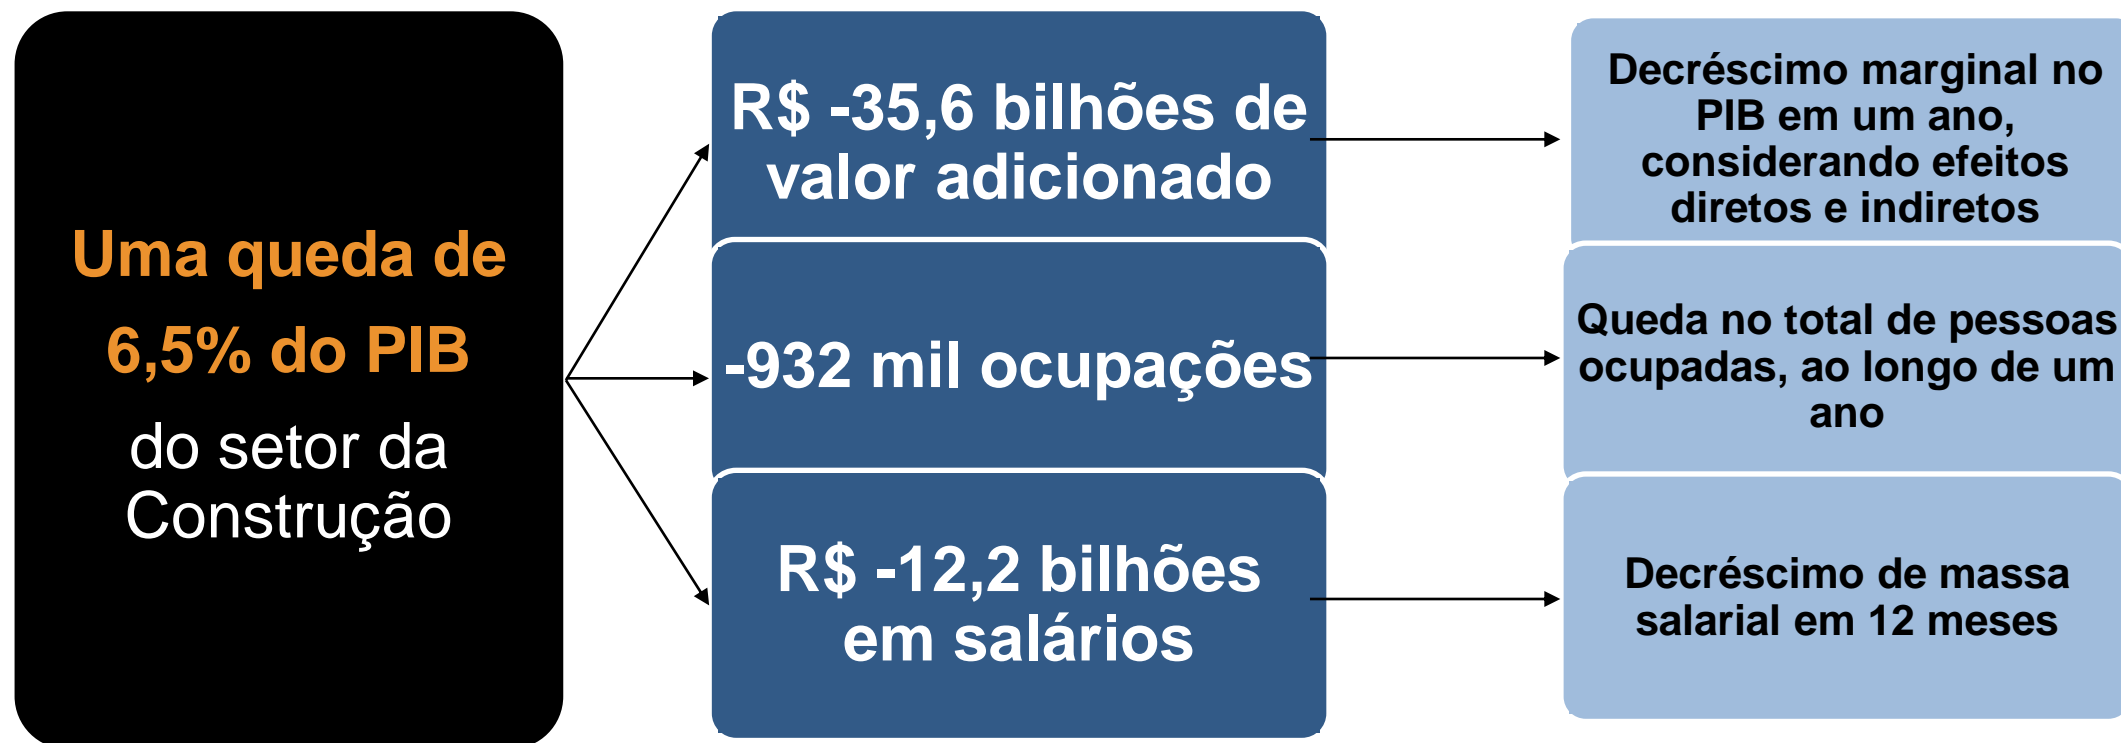 Uma queda de
6,5% do PIB
do setor da
Construção
R$ -35,6 bilhões de
valor adicionado
Decréscimo marginal no
PIB em um ano,
considerando efeitos
diretos e indiretos
-932 mil ocupações
Queda no total de pessoas
ocupadas, ao longo de um
ano
R$ -12,2 bilhões
em salários
Decréscimo de massa
salarial em 12 meses